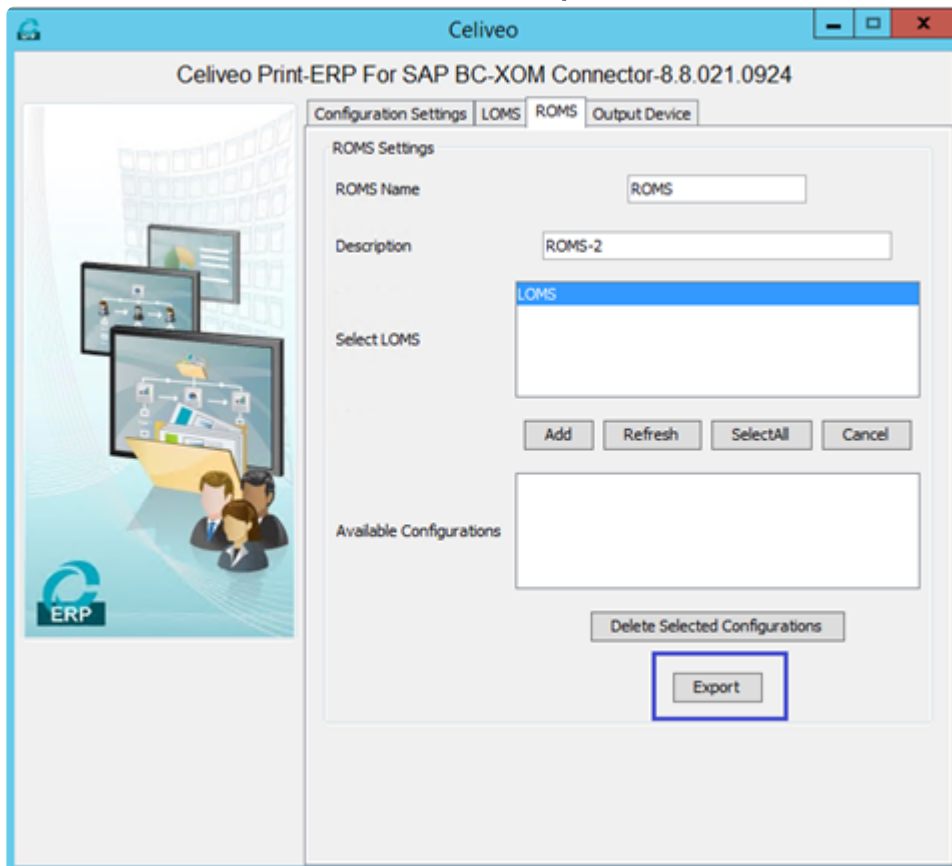 Celiveo
Celiveo Print-ERP For SAP BC-XOM Connector-8.8.021.0924
Configuration Settings LOMS ROMS Output Device
ROMS Settings
ROMS Name ROMS
Description ROMS-2
LOMS
Select LOMS
Add Refresh SelectAll Cancel
Available Configurations
Delete Selected Configurations
Export
ERP